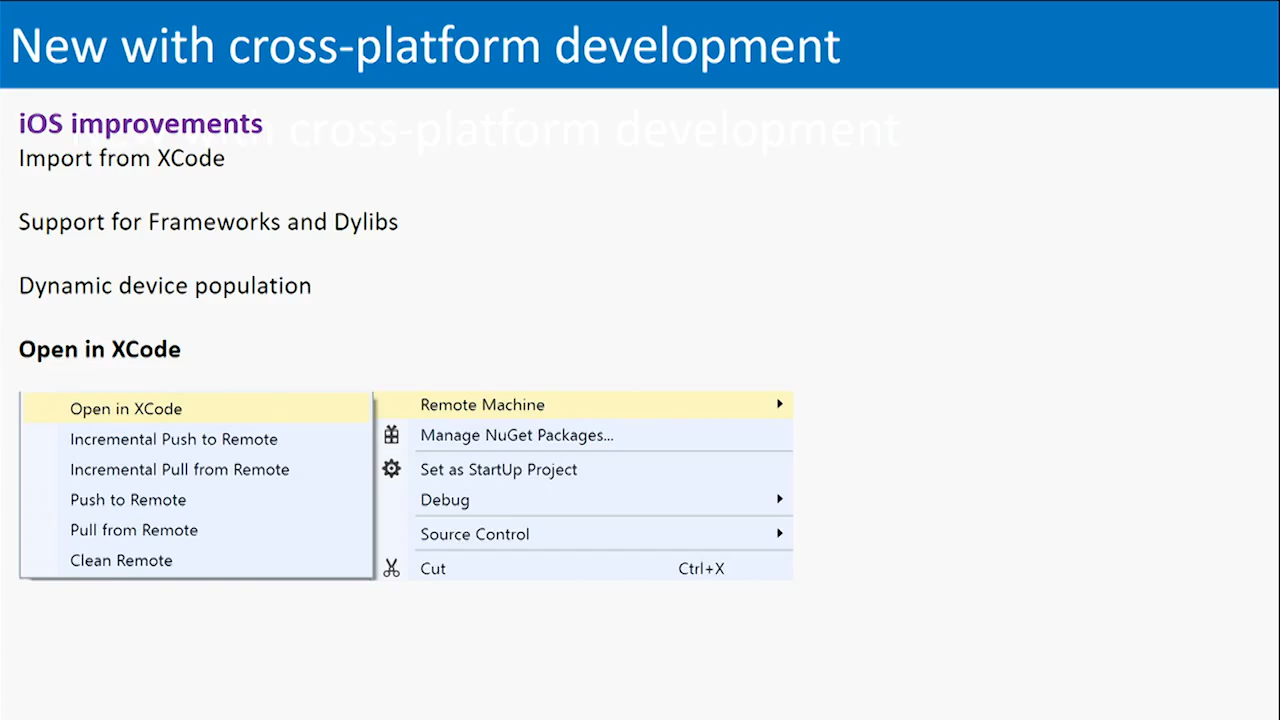 New with cross-platform development
iOS improvements
Import from XCode
Support for Frameworks and Dylibs
Dynamic device population
Open in XCode
Open in XCode
Incremental Push to Remote
Incremental Pull from Remote
Push to Remote
Pull from Remote
Clean Remote
Remote Machine
Manage NuGet Packages...
Set as StartUp Project
Debug
Source Control
Cut Ctrl+X